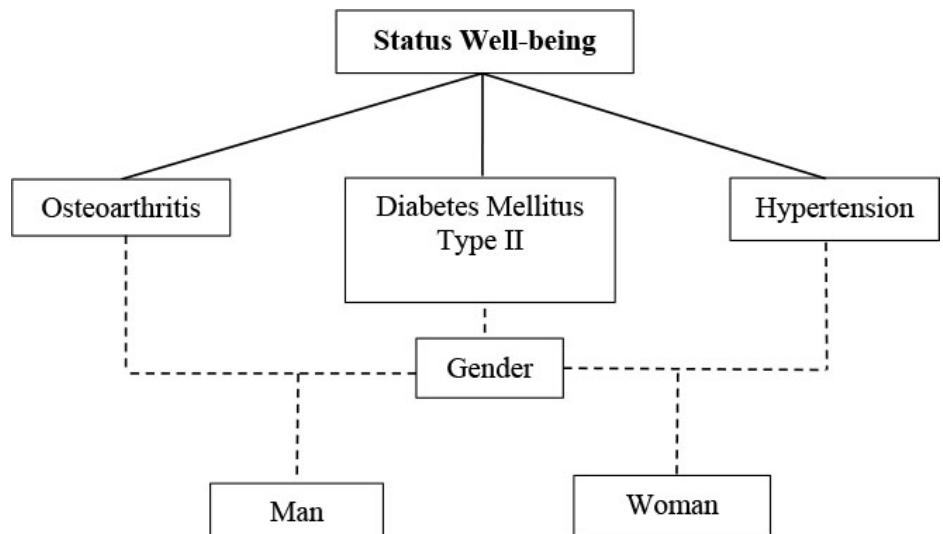 Status Well-being
Osteoarthritis
Diabetes Mellitus
Type II
Hypertension
Gender
Man
Woman